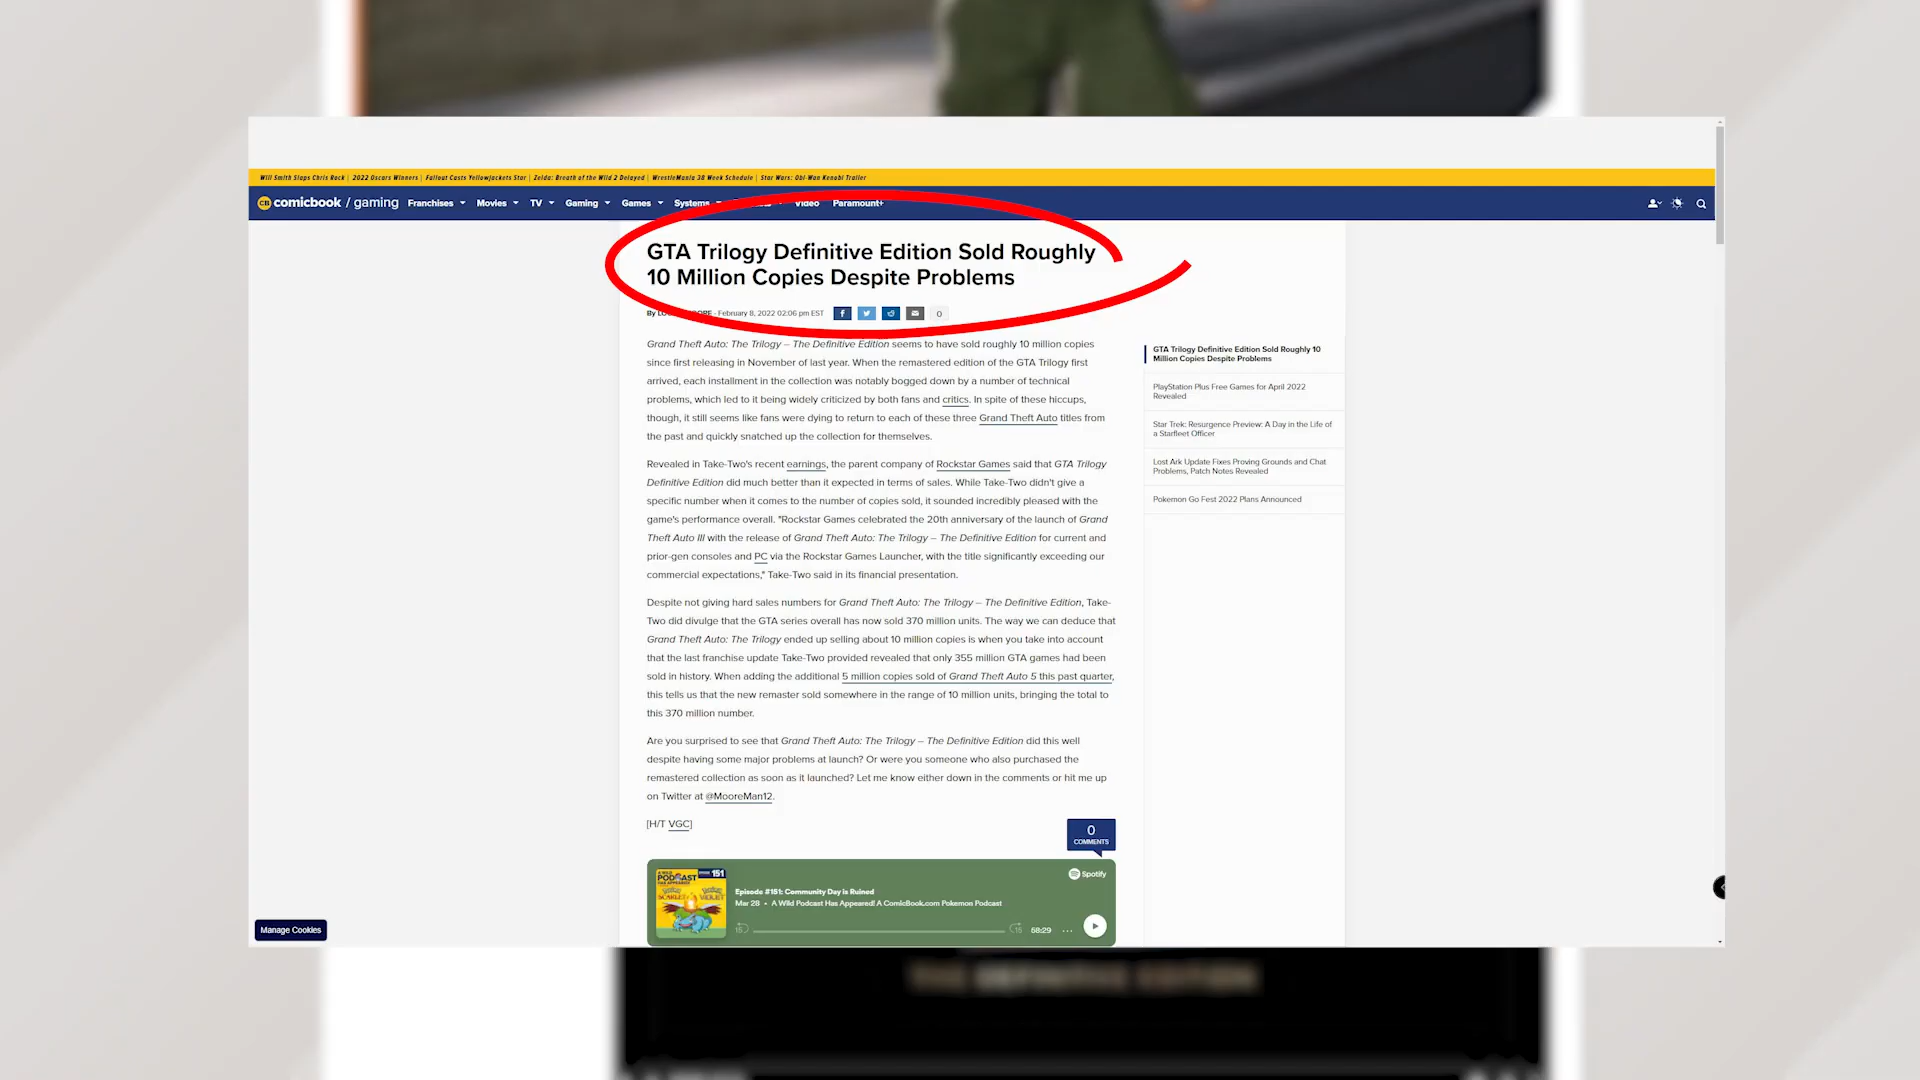 Will Smith Slaps Chris Rock | 2022 Oscars Winners | Fallout Casts Yellowjackets Star | Zelda: Breath of the Wild 2 Delayed | WrestleMania 38 Week Schedule | Star Wars: Obi-Wan Kenobi Trailer
CB comicbook / gaming Franchises Movies TV Gaming Games Systems Video Paramount+
GTA Trilogy Definitive Edition Sold Roughly
10 Million Copies Despite Problems
By - February 8, 2022 02:06 pm EST 0
Grand Theft Auto: The Trilogy – The Definitive Edition seems to have sold roughly 10 million copies
since first releasing in November of last year. When the remastered edition of the GTA Trilogy first
arrived, each installment in the collection was notably bogged down by a number of technical
problems, which led to it being widely criticized by both fans and critics. In spite of these hiccups,
though, it still seems like fans were dying to return to each of these three Grand Theft Auto titles from
the past and quickly snatched up the collection for themselves.
Revealed in Take-Two's recent earnings, the parent company of Rockstar Games said that GTA Trilogy
Definitive Edition did much better than it expected in terms of sales. While Take-Two didn't give a
specific number when it comes to the number of copies sold, it sounded incredibly pleased with the
game's performance overall. "Rockstar Games celebrated the 20th anniversary of the launch of Grand
Theft Auto III with the release of Grand Theft Auto: The Trilogy – The Definitive Edition for current and
prior-gen consoles and PC via the Rockstar Games Launcher, with the title significantly exceeding our
commercial expectations," Take-Two said in its financial presentation.
Despite not giving hard sales numbers for Grand Theft Auto: The Trilogy – The Definitive Edition, Take-
Two did divulge that the GTA series overall has now sold 370 million units. The way we can deduce that
Grand Theft Auto: The Trilogy ended up selling about 10 million copies is when you take into account
that the last franchise update Take-Two provided revealed that only 355 million GTA games had been
sold in history. When adding the additional 5 million copies sold of Grand Theft Auto 5 this past quarter,
this tells us that the new remaster sold somewhere in the range of 10 million units, bringing the total to
this 370 million number.
Are you surprised to see that Grand Theft Auto: The Trilogy – The Definitive Edition did this well
despite having some major problems at launch? Or were you someone who also purchased the
remastered collection as soon as it launched? Let me know either down in the comments or hit me up
on Twitter at @MooreMan12.
[H/T VGC]
0
COMMENTS
GTA Trilogy Definitive Edition Sold Roughly 10
Million Copies Despite Problems
PlayStation Plus Free Games for April 2022
Revealed
Star Trek: Resurgence Preview: A Day in the Life of
a Starfleet Officer
Lost Ark Update Fixes Proving Grounds and Chat
Problems, Patch Notes Revealed
Pokemon Go Fest 2022 Plans Announced
151
PODCAST
Spotify
Episode #151: Community Day is Ruined
Mar 28 • A Wild Podcast Has Appeared! A ComicBook.com Pokemon Podcast
15 15 68:29 ...
Manage Cookies
THE DEFINITIVE EDITION